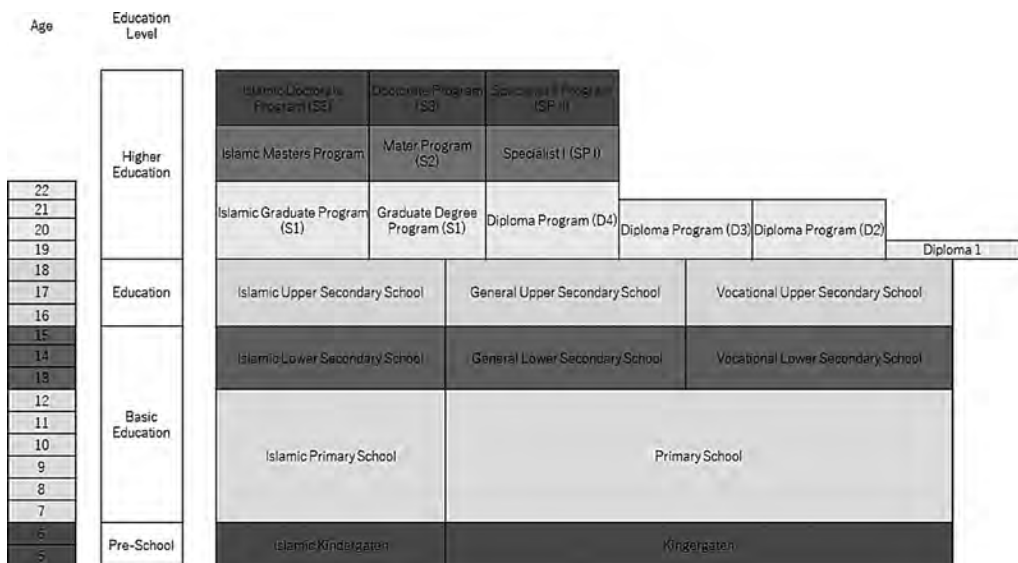 Age
Education
Level
Islamic Doctorate
Program (S3)
Doctorate Program
(S3)
Specialist II Program
(SP II)
Higher
Education
Islamc Masters Program
Mater Program
(S2)
Specialist I (SP I)
22
21
20
19
Islamic Graduate Program
(S1)
Graduate Degree
Program (S1)
Diploma Program (D4)
Diploma Program (D3)
Diploma Program (D2)
Diploma 1
18
17
16
Education
Islamic Upper Secondary School
General Upper Secondary School
Vocational Upper Secondary School
15
14
13
Islamic Lower Secondary School
General Lower Secondary School
Vocational Lower Secondary School
12
11
10
9
8
7
Basic
Education
Islamic Primary School
Primary School
6
5
Pre-School
Islamic Kindergaten
Kingergaten